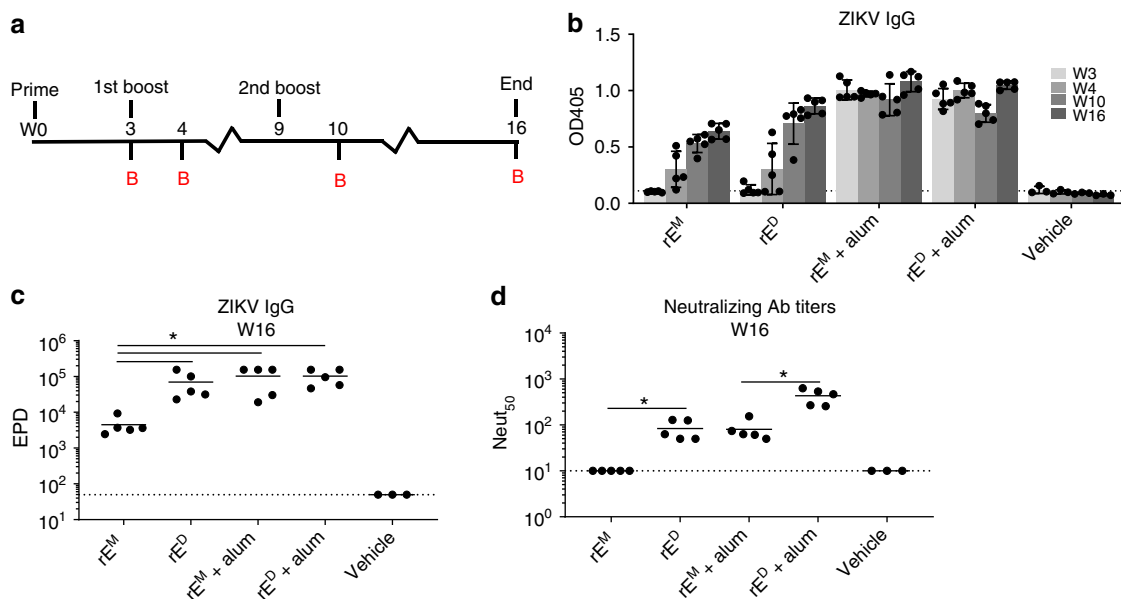 a
Prime
1st boost
2nd boost
End
W0
3
4
9
10
16
B
B
B
B
b
ZIKV IgG
OD405
1.5
1.0
0.5
0.0
W3
W4
W10
W16
rEᴹ
rEᴰ
rEᴹ + alum
rEᴰ + alum
Vehicle
c
ZIKV IgG
W16
EPD
10⁶
10⁵
10⁴
10³
10²
10¹
*
rEᴹ
rEᴰ
rEᴹ + alum
rEᴰ + alum
Vehicle
d
Neutralizing Ab titers
W16
Neut₅₀
10⁴
10³
10²
10¹
10⁰
*
*
rEᴹ
rEᴰ
rEᴹ + alum
rEᴰ + alum
Vehicle